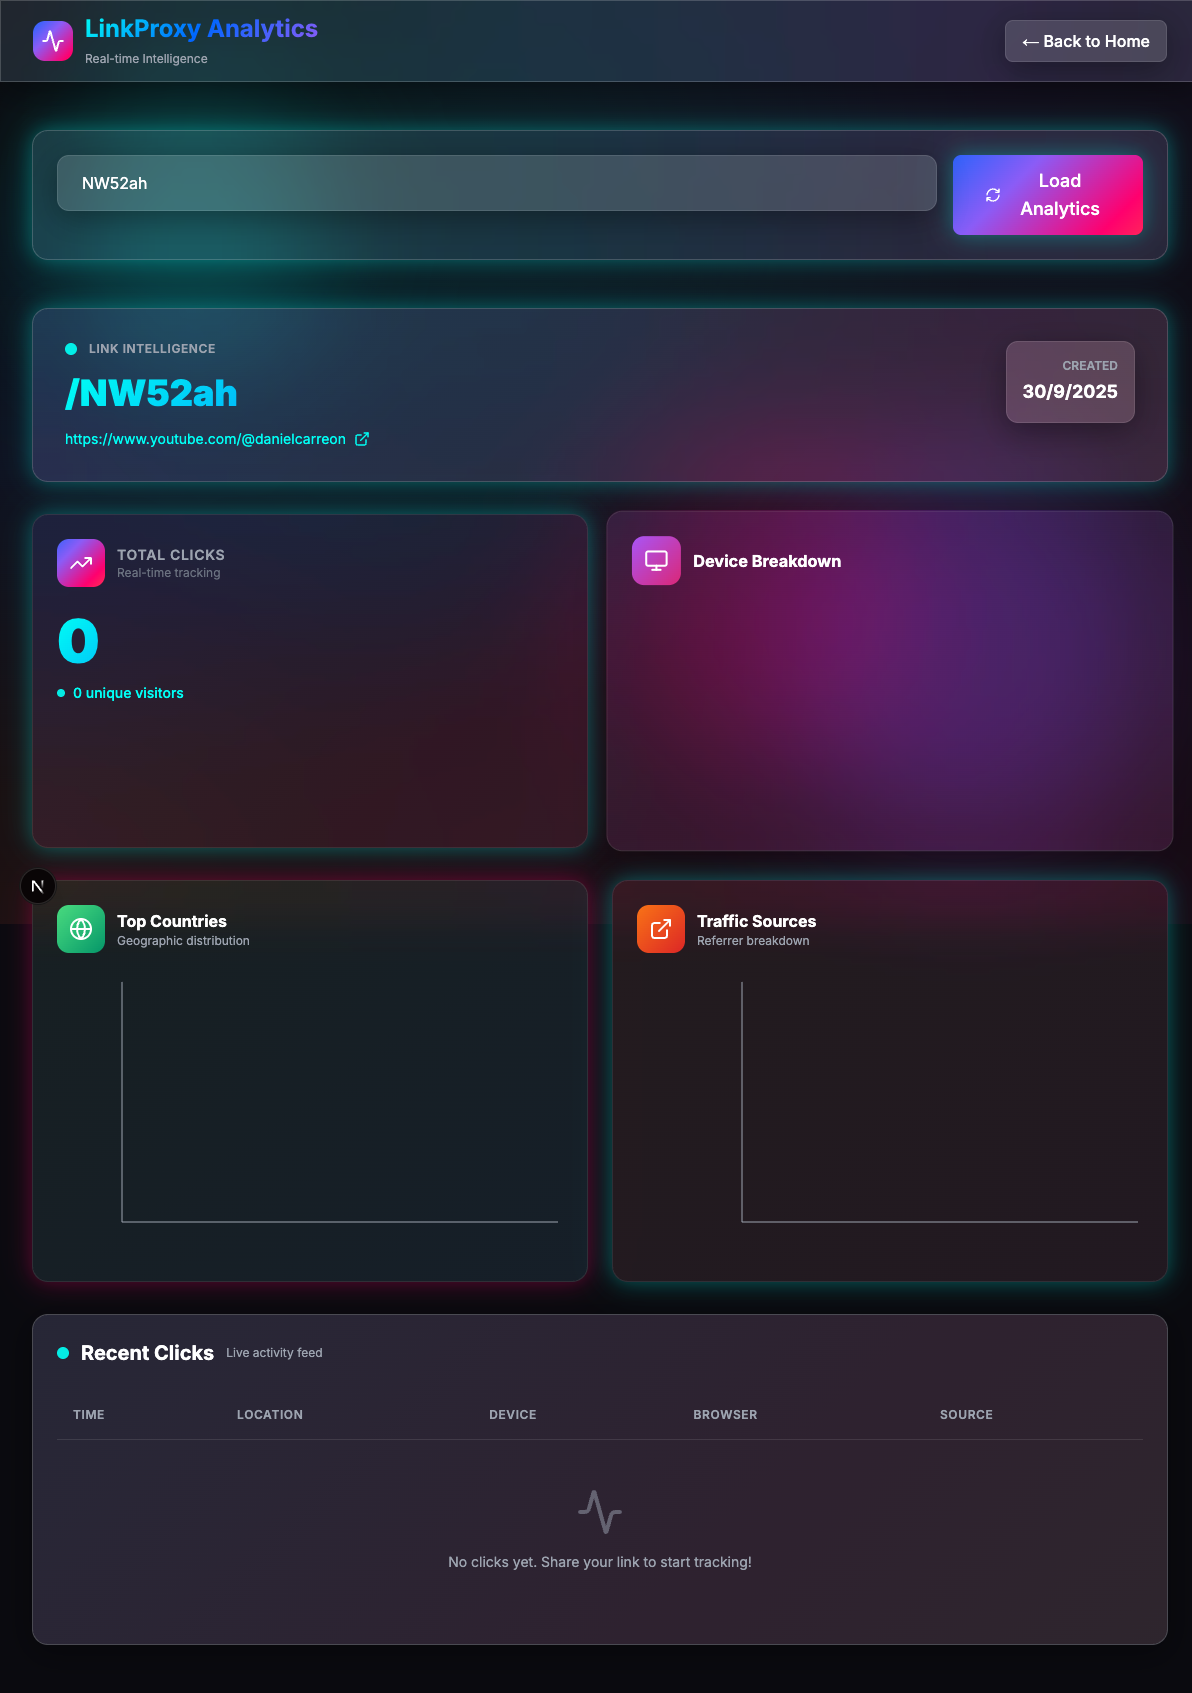 LinkProxy Analytics
Real-time Intelligence
← Back to Home
NW52ah
Load
Analytics
LINK INTELLIGENCE
/NW52ah
https://www.youtube.com/@danielcarreon
CREATED
30/9/2025
TOTAL CLICKS
Real-time tracking
0
0 unique visitors
Device Breakdown
N
Top Countries
Geographic distribution
Traffic Sources
Referrer breakdown
Recent Clicks Live activity feed
TIME LOCATION DEVICE BROWSER SOURCE
No clicks yet. Share your link to start tracking!